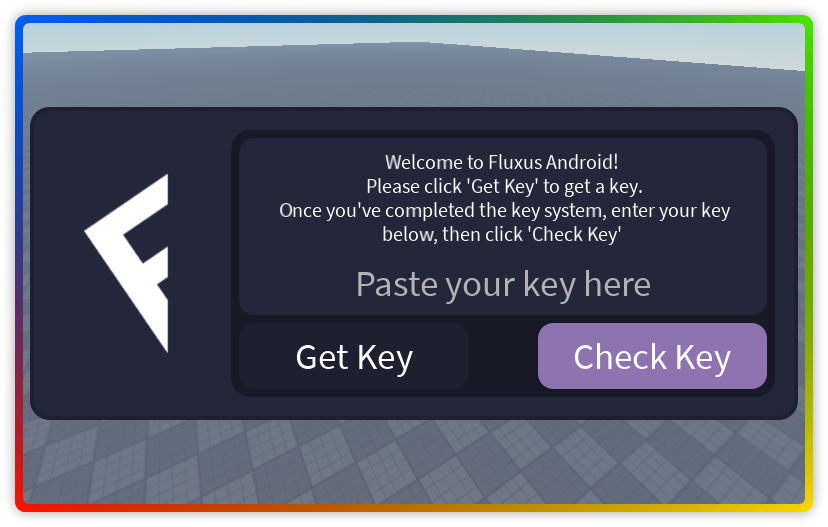 Welcome to Fluxus Android!
Please click 'Get Key' to get a key.
Once you've completed the key system, enter your key
below, then click 'Check Key'
Paste your key here
Get Key
Check Key